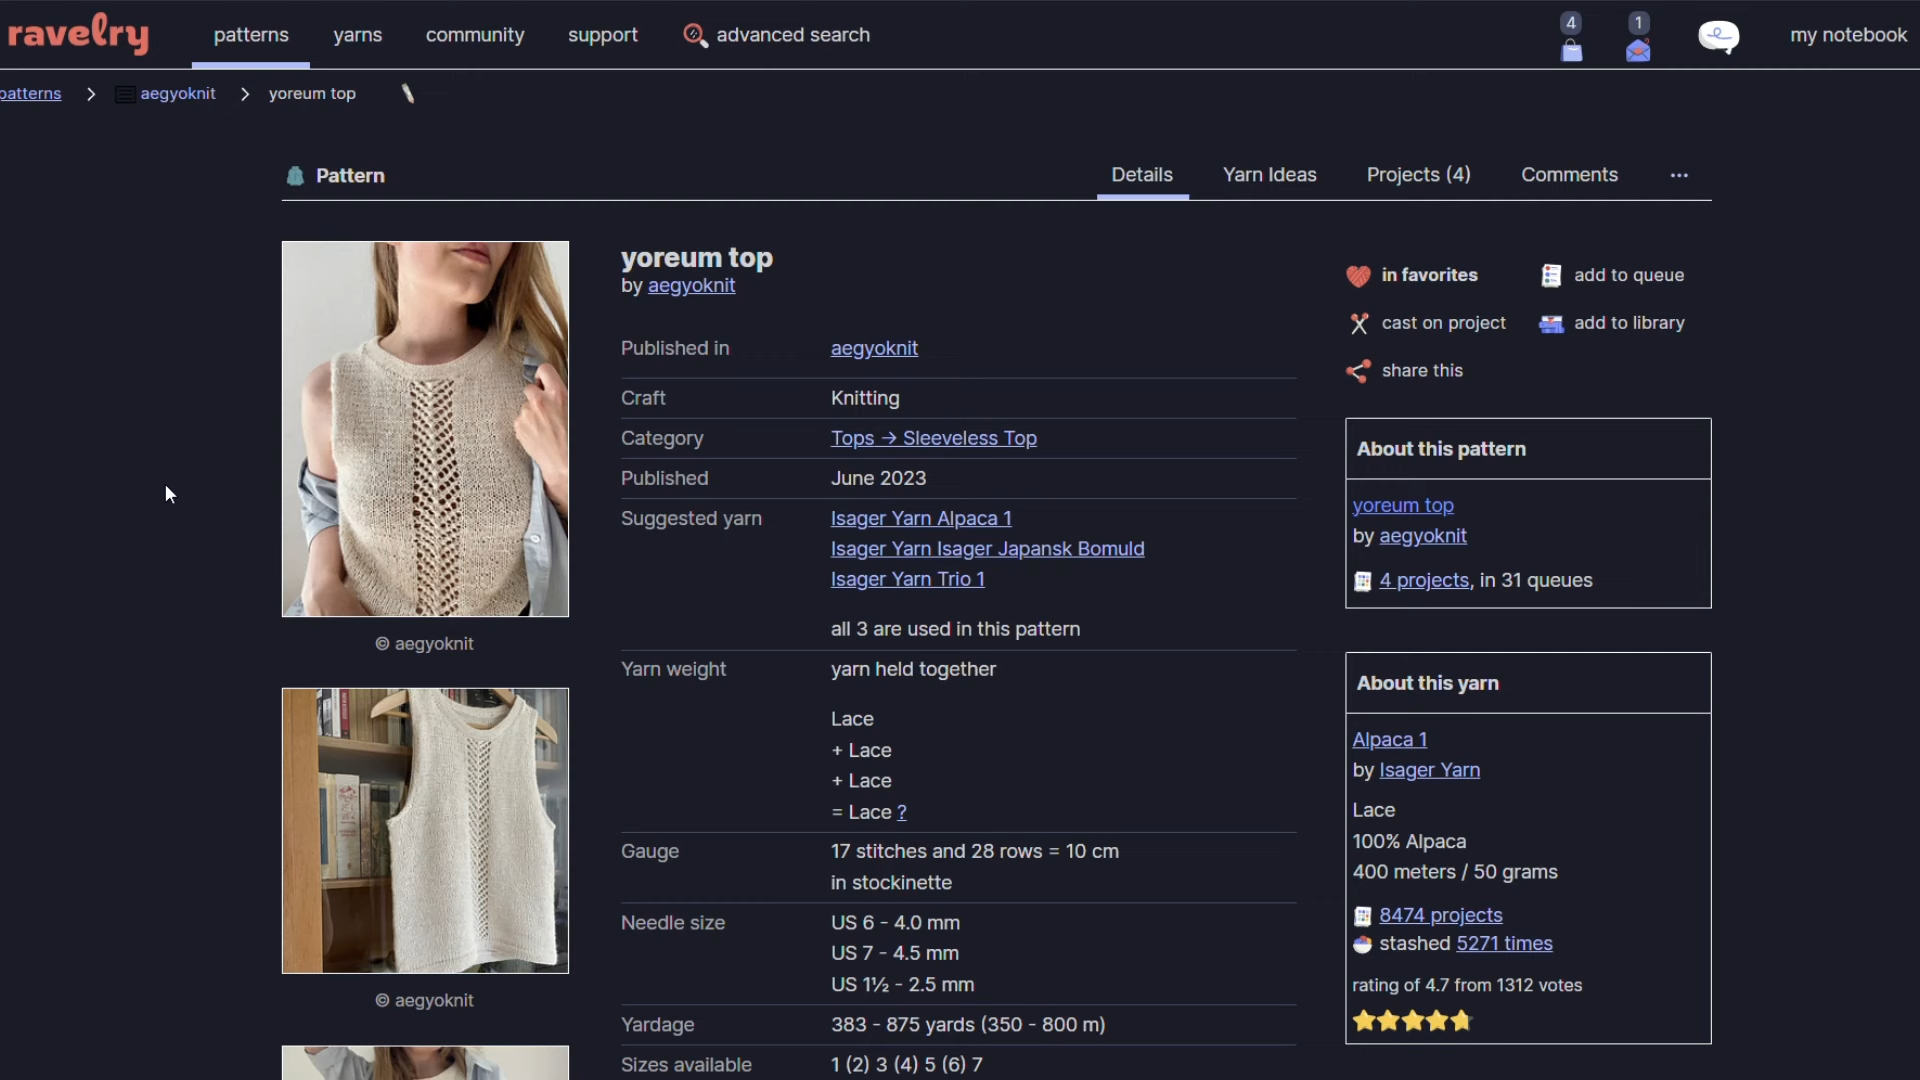 ravelry
patterns
yarns
community
support
advanced search
4
1
my notebook
patterns > aegyoknit > yoreum top
Pattern
Details
Yarn Ideas
Projects (4)
Comments
...
yoreum top
by aegyoknit
Published in aegyoknit
Craft Knitting
Category Tops → Sleeveless Top
Published June 2023
Suggested yarn Isager Yarn Alpaca 1
Isager Yarn Isager Japansk Bomuld
Isager Yarn Trio 1
all 3 are used in this pattern
Yarn weight yarn held together
Lace
+ Lace
+ Lace
= Lace ?
Gauge 17 stitches and 28 rows = 10 cm
in stockinette
Needle size US 6 - 4.0 mm
US 7 - 4.5 mm
US 1½ - 2.5 mm
Yardage 383 - 875 yards (350 - 800 m)
Sizes available 1 (2) 3 (4) 5 (6) 7
© aegyoknit
© aegyoknit
in favorites
add to queue
cast on project
add to library
share this
About this pattern
yoreum top
by aegyoknit
4 projects, in 31 queues
About this yarn
Alpaca 1
by Isager Yarn
Lace
100% Alpaca
400 meters / 50 grams
8474 projects
stashed 5271 times
rating of 4.7 from 1312 votes